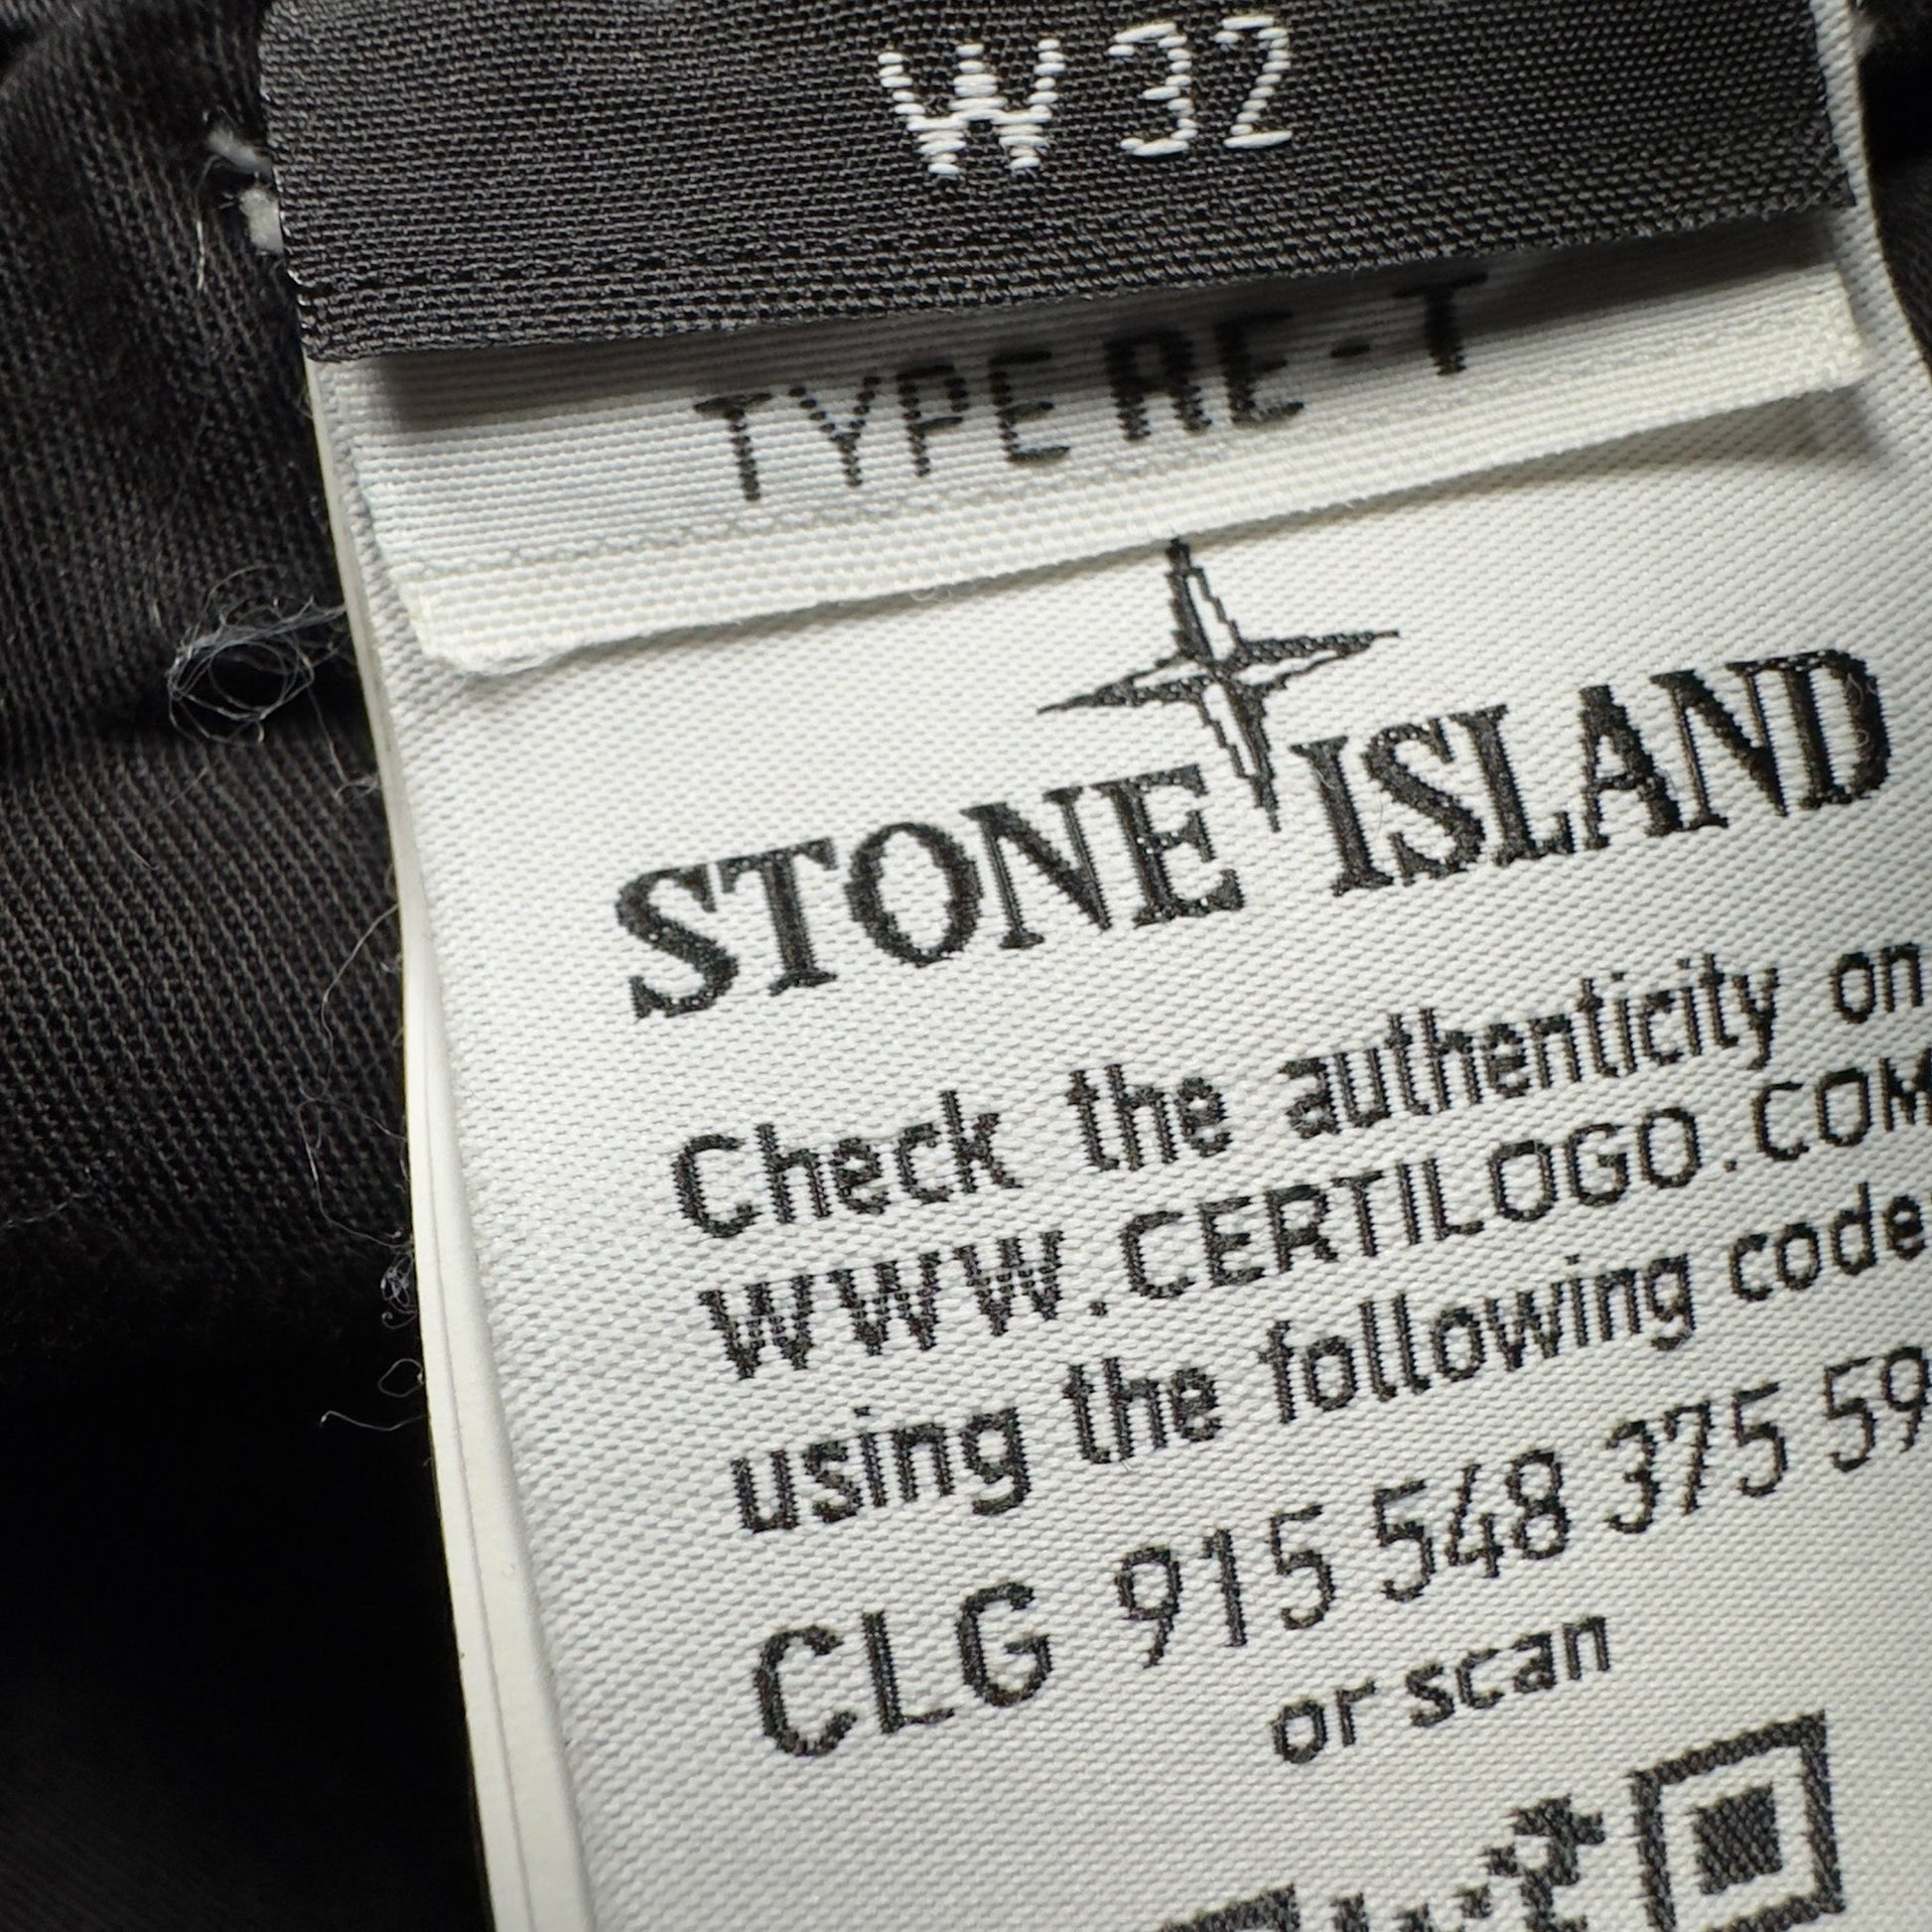 W 32
TYPE RE-T
STONE ISLAND
Check the authenticity on
WWW.CERTILOGO.COM
using the following code
CLG 915 548 375 59
or scan